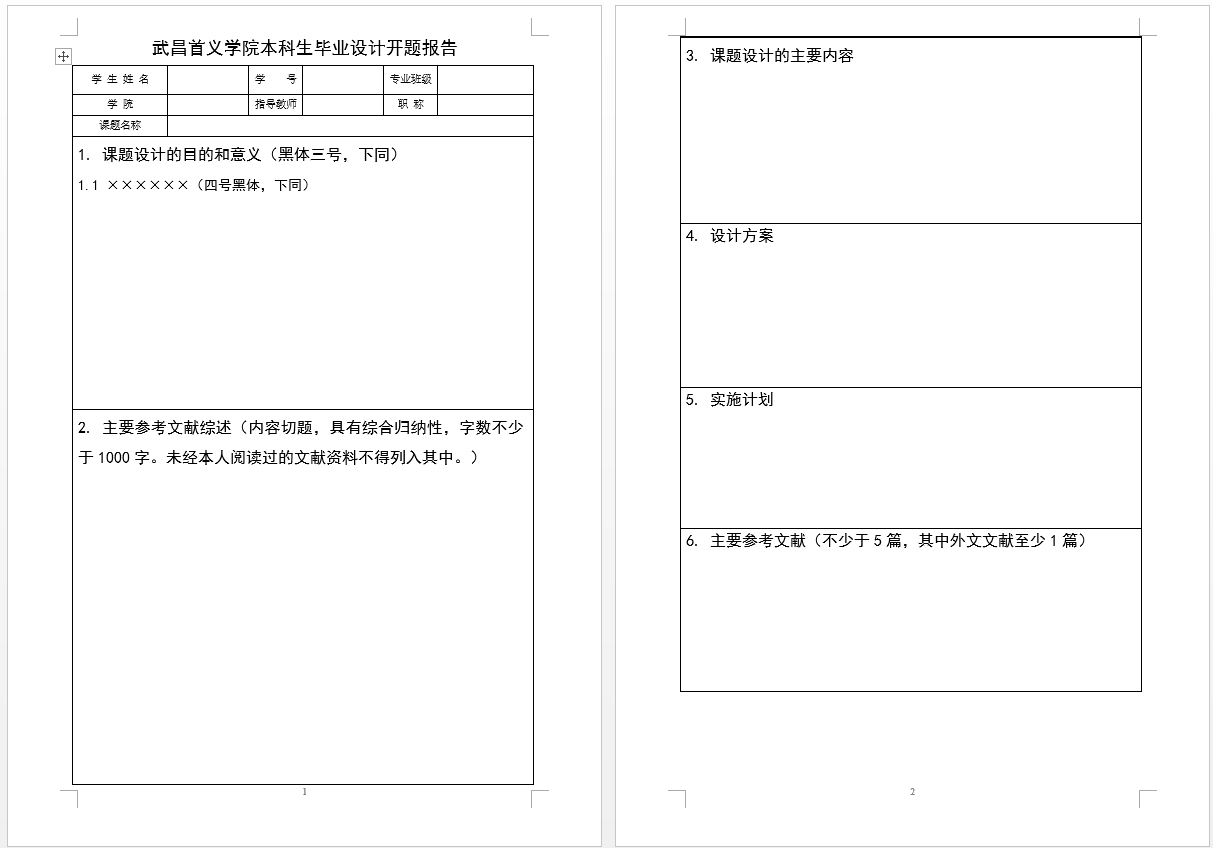 武昌首义学院本科生毕业设计开题报告
学 生 姓 名 学 号 专业班级
学 院 指导教师 职 称
课题名称
1. 课题设计的目的和意义（黑体三号，下同）
1.1 ××××××（四号黑体，下同）
2. 主要参考文献综述（内容切题，具有综合归纳性，字数不少
于 1000 字。未经本人阅读过的文献资料不得列入其中。）
1
3. 课题设计的主要内容
4. 设计方案
5. 实施计划
6. 主要参考文献（不少于 5 篇，其中外文文献至少 1 篇）
2